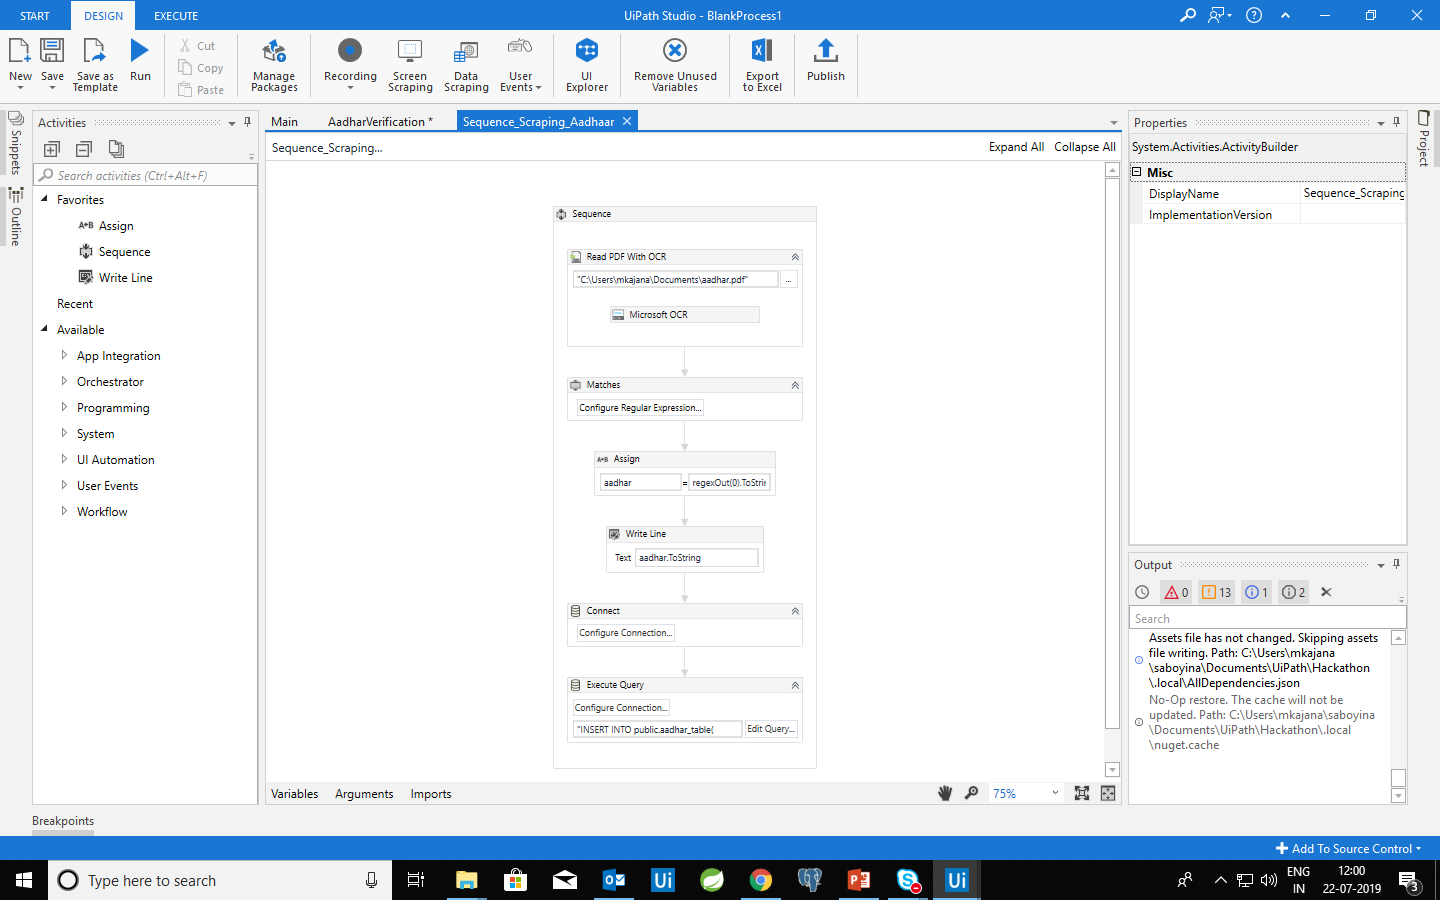 START
DESIGN
EXECUTE
UiPath Studio - BlankProcess1
New
Save
Save as
Template
Run
Cut
Copy
Paste
Manage
Packages
Recording
Screen
Scraping
Data
Scraping
User
Events
UI
Explorer
Remove Unused
Variables
Export
to Excel
Publish
Snippets
Outline
Activities
Search activities (Ctrl+Alt+F)
Favorites
A+B Assign
Sequence
Write Line
Recent
Available
App Integration
Orchestrator
Programming
System
UI Automation
User Events
Workflow
Main
AadharVerification *
Sequence_Scraping_Aadhaar
Sequence_Scraping...
Expand All
Collapse All
Sequence
Read PDF With OCR
"C:\Users\mkajana\Documents\aadhar.pdf"
...
Microsoft OCR
Matches
Configure Regular Expression...
A+B Assign
aadhar = regexOut(0).ToStrin
Write Line
Text aadhar.ToString
Connect
Configure Connection...
Execute Query
Configure Connection...
"INSERT INTO public.aadhar_table(
Edit Query...
Variables
Arguments
Imports
75%
Properties
System.Activities.ActivityBuilder
Misc
DisplayName Sequence_Scraping
ImplementationVersion
Project
Output
0
13
1
2
Search
Assets file has not changed. Skipping assets
file writing. Path: C:\Users\mkajana
\saboyina\Documents\UiPath\Hackathon
\.local\AllDependencies.json
No-Op restore. The cache will not be
updated. Path: C:\Users\mkajana\saboyina
\Documents\UiPath\Hackathon\.local
\nuget.cache
Breakpoints
Add To Source Control
Type here to search
Ui
Ui
ENG
IN
12:00
22-07-2019
3